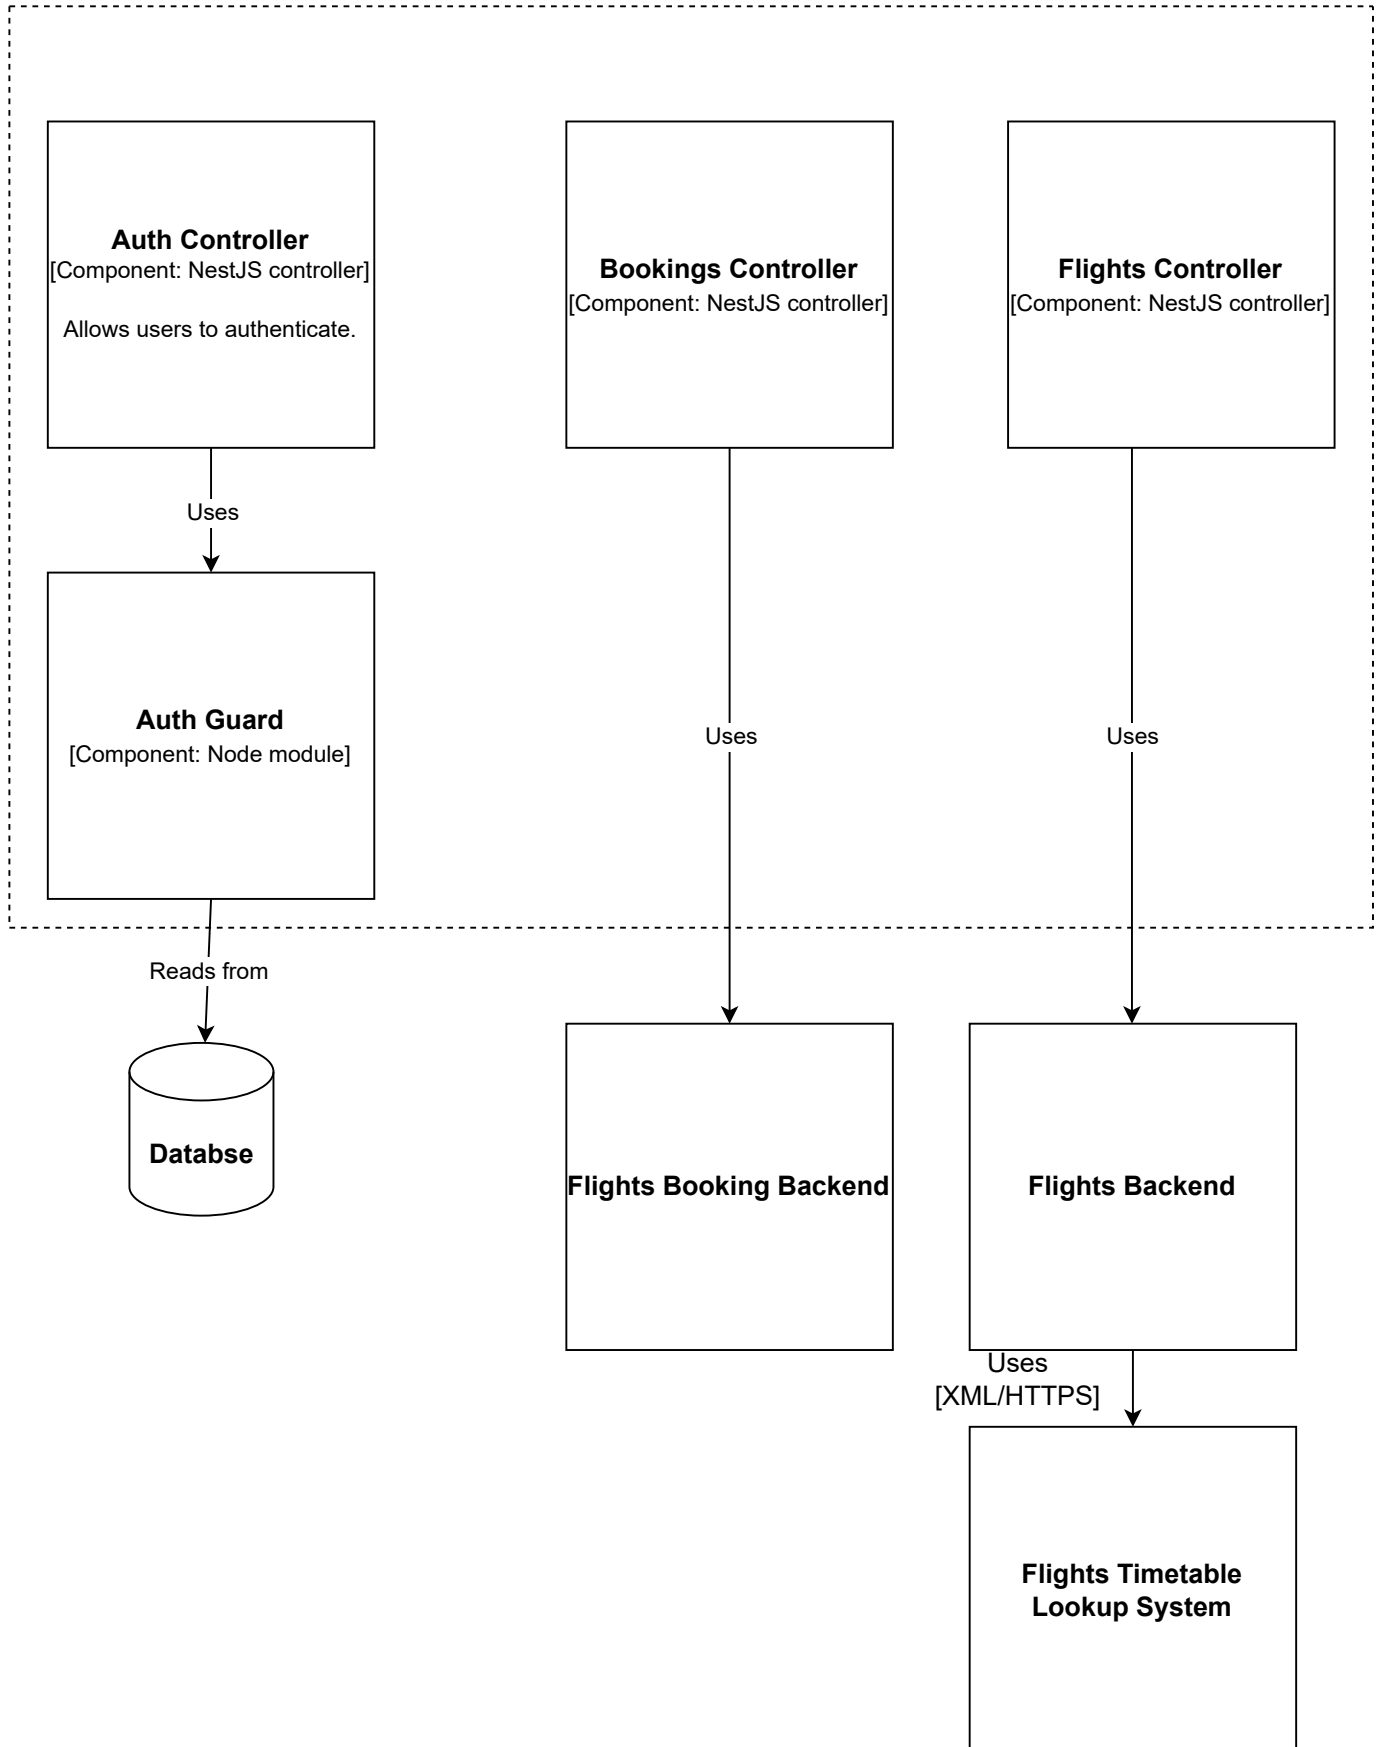 Auth Controller
[Component: NestJS controller]
Allows users to authenticate.
Bookings Controller
[Component: NestJS controller]
Flights Controller
[Component: NestJS controller]
Uses
Auth Guard
[Component: Node module]
Uses
Uses
Reads from
Databse
Flights Booking Backend
Flights Backend
Uses
[XML/HTTPS]
Flights Timetable
Lookup System